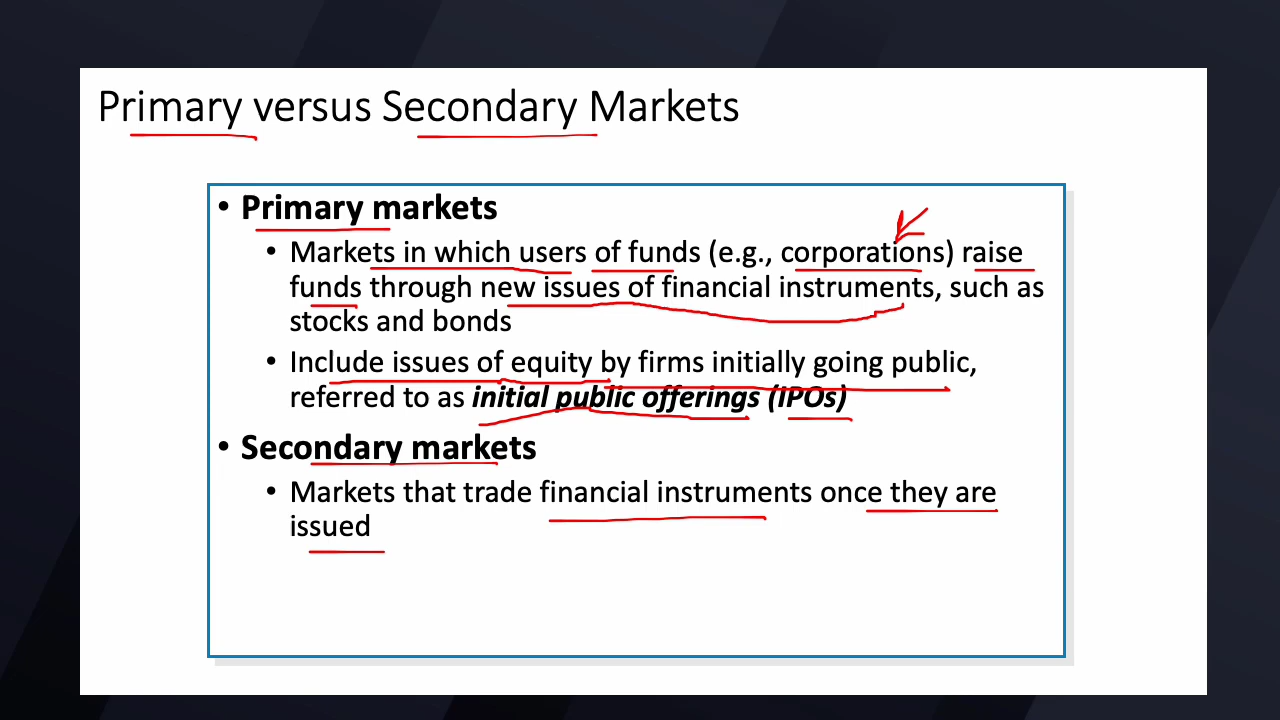 Primary versus Secondary Markets
• Primary markets
• Markets in which users of funds (e.g., corporations) raise
funds through new issues of financial instruments, such as
stocks and bonds
• Include issues of equity by firms initially going public,
referred to as initial public offerings (IPOs)
• Secondary markets
• Markets that trade financial instruments once they are
issued